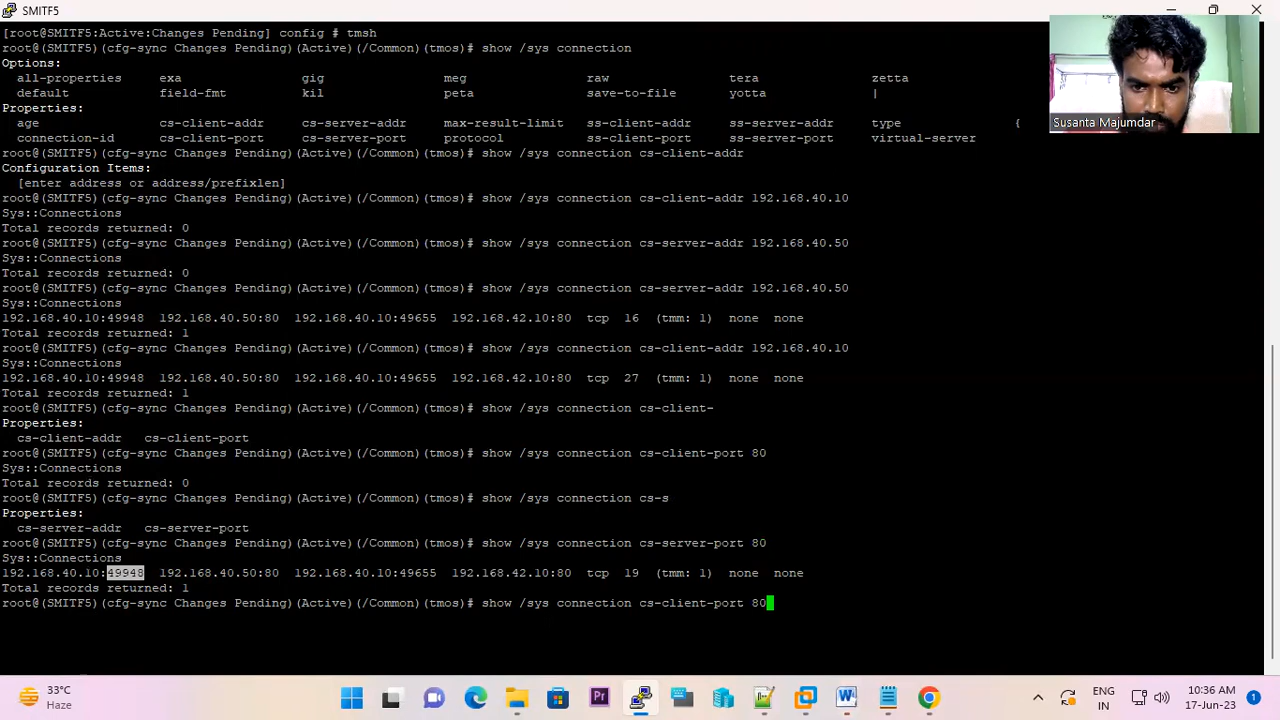 SMITF5
[root@SMITF5:Active:Changes Pending] config # tmsh
root@(SMITF5)(cfg-sync Changes Pending)(Active)(/Common)(tmos)# show /sys connection
Options:
all-properties exa gig meg raw tera zetta
default field-fmt kil peta save-to-file yotta |
Properties:
age cs-client-addr cs-server-addr max-result-limit ss-client-addr ss-server-addr type {
connection-id cs-client-port cs-server-port protocol ss-client-port ss-server-port virtual-server
root@(SMITF5)(cfg-sync Changes Pending)(Active)(/Common)(tmos)# show /sys connection cs-client-addr
Configuration Items:
[enter address or address/prefixlen]
root@(SMITF5)(cfg-sync Changes Pending)(Active)(/Common)(tmos)# show /sys connection cs-client-addr 192.168.40.10
Sys::Connections
Total records returned: 0
root@(SMITF5)(cfg-sync Changes Pending)(Active)(/Common)(tmos)# show /sys connection cs-server-addr 192.168.40.50
Sys::Connections
Total records returned: 0
root@(SMITF5)(cfg-sync Changes Pending)(Active)(/Common)(tmos)# show /sys connection cs-server-addr 192.168.40.50
Sys::Connections
192.168.40.10:49948 192.168.40.50:80 192.168.40.10:49655 192.168.42.10:80 tcp 16 (tmm: 1) none none
Total records returned: 1
root@(SMITF5)(cfg-sync Changes Pending)(Active)(/Common)(tmos)# show /sys connection cs-client-addr 192.168.40.10
Sys::Connections
192.168.40.10:49948 192.168.40.50:80 192.168.40.10:49655 192.168.42.10:80 tcp 27 (tmm: 1) none none
Total records returned: 1
root@(SMITF5)(cfg-sync Changes Pending)(Active)(/Common)(tmos)# show /sys connection cs-client-
Properties:
cs-client-addr cs-client-port
root@(SMITF5)(cfg-sync Changes Pending)(Active)(/Common)(tmos)# show /sys connection cs-client-port 80
Sys::Connections
Total records returned: 0
root@(SMITF5)(cfg-sync Changes Pending)(Active)(/Common)(tmos)# show /sys connection cs-s
Properties:
cs-server-addr cs-server-port
root@(SMITF5)(cfg-sync Changes Pending)(Active)(/Common)(tmos)# show /sys connection cs-server-port 80
Sys::Connections
192.168.40.10:49948 192.168.40.50:80 192.168.40.10:49655 192.168.42.10:80 tcp 19 (tmm: 1) none none
Total records returned: 1
root@(SMITF5)(cfg-sync Changes Pending)(Active)(/Common)(tmos)# show /sys connection cs-client-port 80
Susanta Majumdar
33°C
Haze
Pr
W
ENG
IN
10:36 AM
17-Jun-23
1